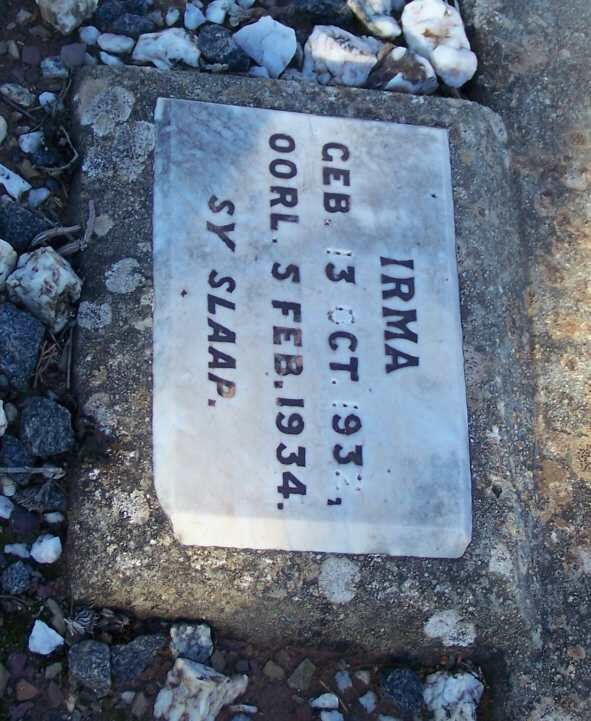 IRMA
GEB. 13 OCT.
OORL. 5 FEB. 1934.
SY SLAAP.